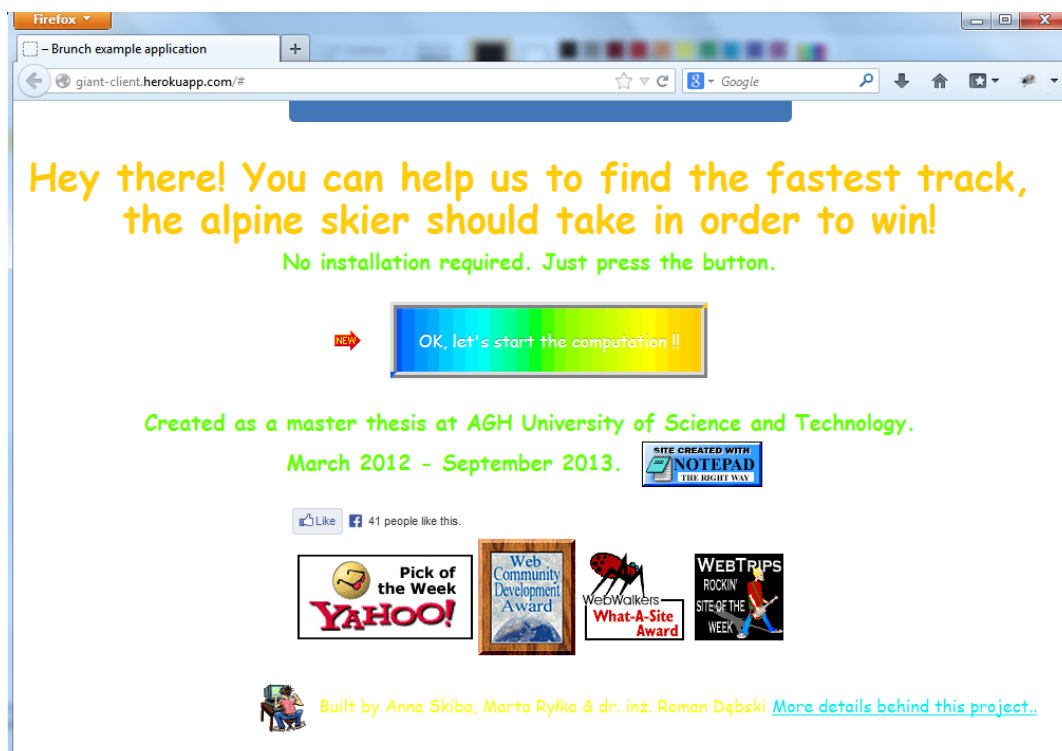 Firefox
– Brunch example application
giant-client.herokuapp.com/#
Google
Hey there! You can help us to find the fastest track,
the alpine skier should take in order to win!
No installation required. Just press the button.
NEW
OK, let's start the computation !!
Created as a master thesis at AGH University of Science and Technology.
March 2012 - September 2013.
SITE CREATED WITH
NOTEPAD
THE RIGHT WAY
Like
41 people like this.
Pick of
the Week
YAHOO!
Web
Community
Development
Award
WebWalkers
What-A-Site
Award
WEBTRIPS
ROCKIN'
SITE OF THE
WEEK
Built by Anna Skiba, Marta Ryłko & dr. inż. Roman Dębski More details behind this project..